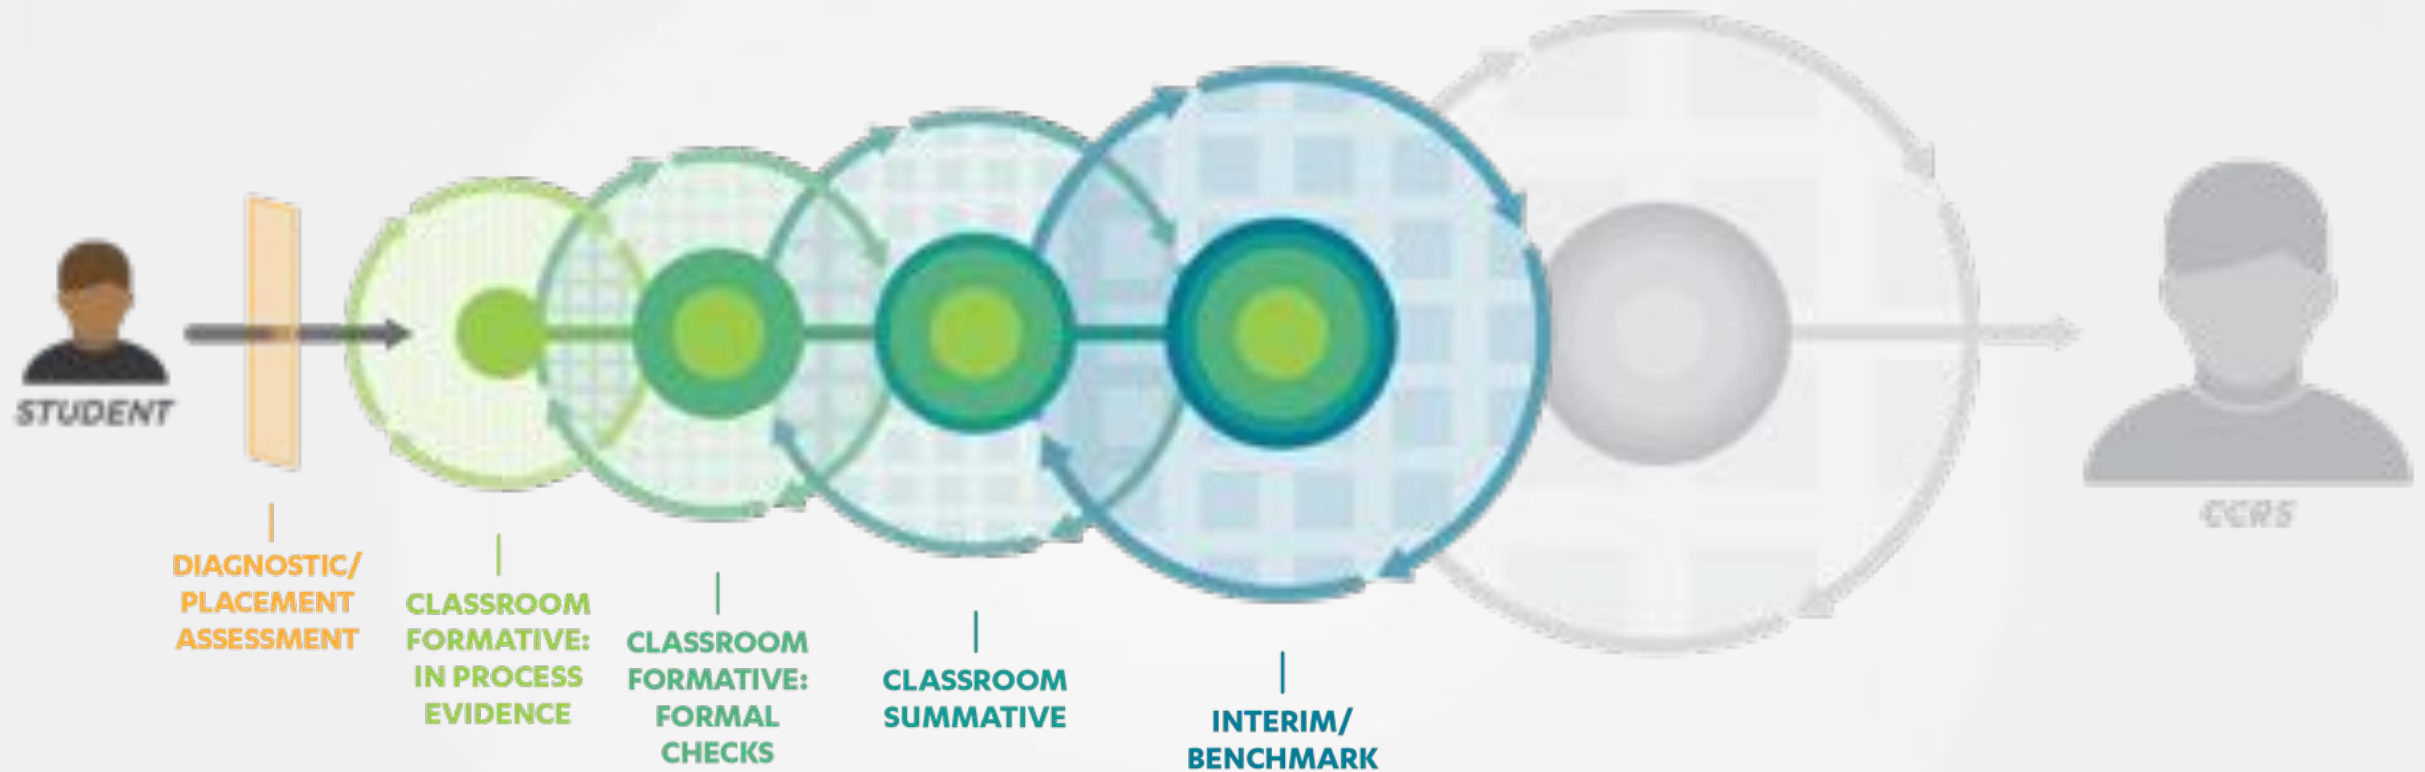 STUDENT
DIAGNOSTIC/
PLACEMENT
ASSESSMENT
CLASSROOM
FORMATIVE:
IN PROCESS
EVIDENCE
CLASSROOM
FORMATIVE:
FORMAL
CHECKS
CLASSROOM
SUMMATIVE
INTERIM/
BENCHMARK
CCRS